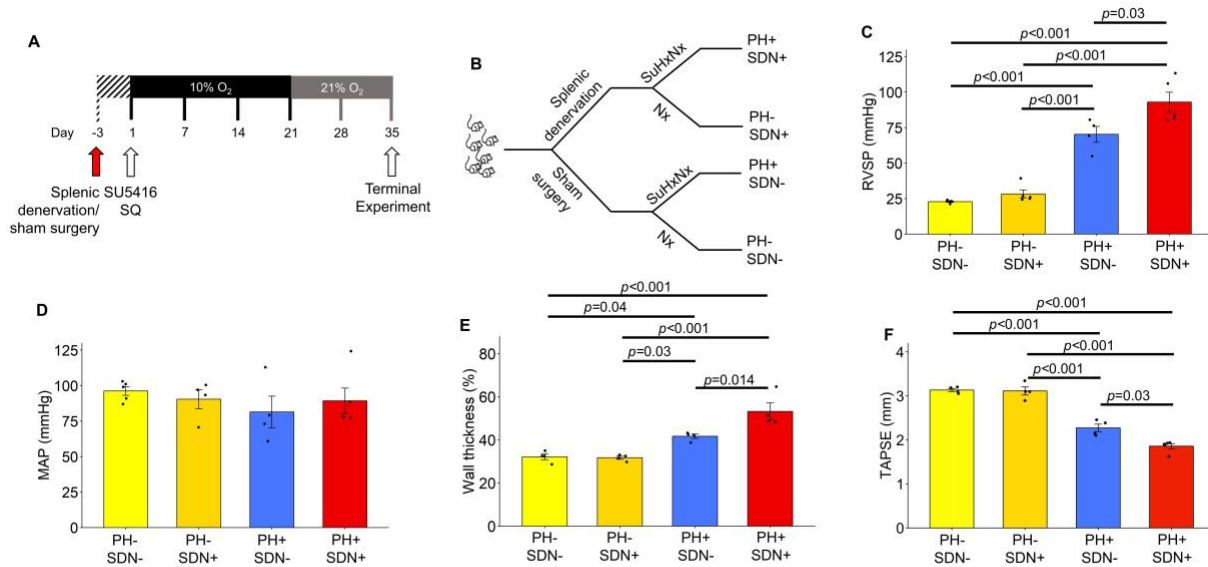 A
10% O2
21% O2
Day -3 1 7 14 21 28 35
Splenic
denervation/
sham surgery
SU5416
SQ
Terminal
Experiment
B
Splenic
denervation
Sham
surgery
SuHxNx
Nx
SuHxNx
Nx
PH+
SDN+
PH-
SDN+
PH+
SDN-
PH-
SDN-
C
p=0.03
p<0.001
p<0.001
p<0.001
p<0.001
RVSP (mmHg)
125
100
75
50
25
0
PH- PH- PH+ PH+
SDN- SDN+ SDN- SDN+
D
MAP (mmHg)
125
100
75
50
25
0
PH- PH- PH+ PH+
SDN- SDN+ SDN- SDN+
E
p<0.001
p=0.04
p<0.001
p=0.03
p=0.014
Wall thickness (%)
80
60
40
20
0
PH- PH- PH+ PH+
SDN- SDN+ SDN- SDN+
F
p<0.001
p<0.001
p<0.001
p<0.001
p=0.03
TAPSE (mm)
4
3
2
1
0
PH- PH- PH+ PH+
SDN- SDN+ SDN- SDN+